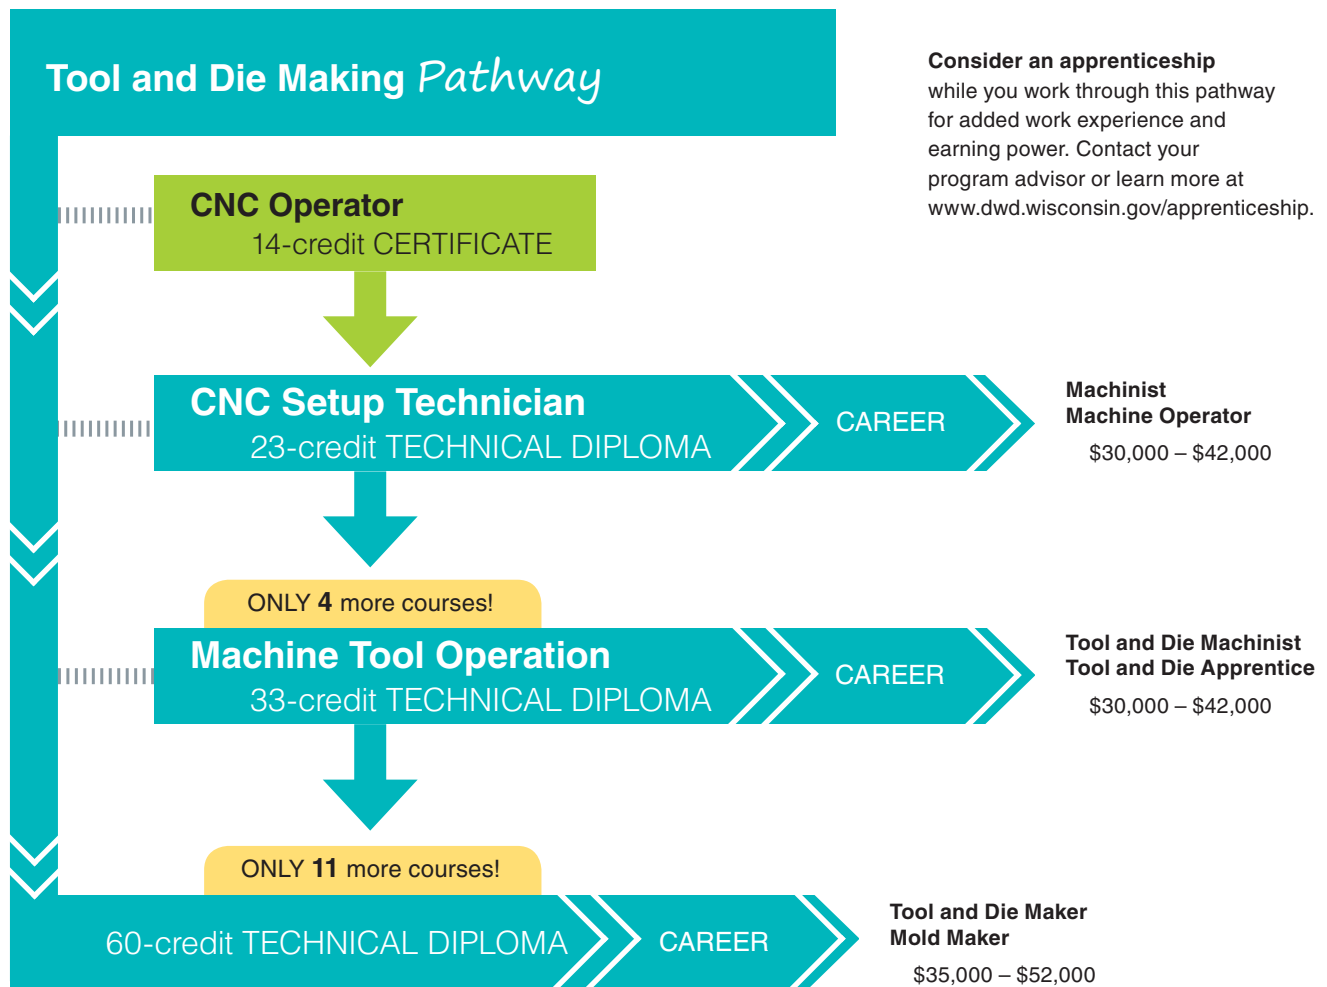 Tool and Die Making Pathway
Consider an apprenticeship
while you work through this pathway
for added work experience and
earning power. Contact your
program advisor or learn more at
www.dwd.wisconsin.gov/apprenticeship.
CNC Operator
14-credit CERTIFICATE
CNC Setup Technician
23-credit TECHNICAL DIPLOMA
CAREER
Machinist
Machine Operator
$30,000 – $42,000
ONLY 4 more courses!
Machine Tool Operation
33-credit TECHNICAL DIPLOMA
CAREER
Tool and Die Machinist
Tool and Die Apprentice
$30,000 – $42,000
ONLY 11 more courses!
60-credit TECHNICAL DIPLOMA
CAREER
Tool and Die Maker
Mold Maker
$35,000 – $52,000